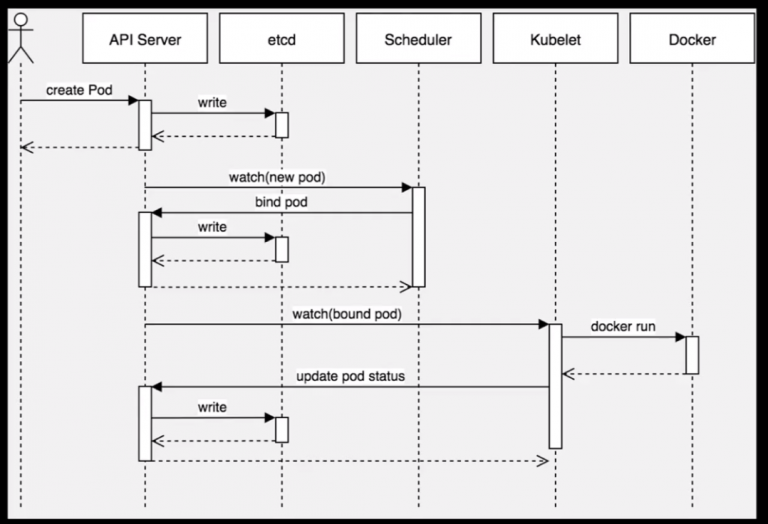 API Server
etcd
Scheduler
Kubelet
Docker
create Pod
write
watch(new pod)
bind pod
write
watch(bound pod)
docker run
update pod status
write